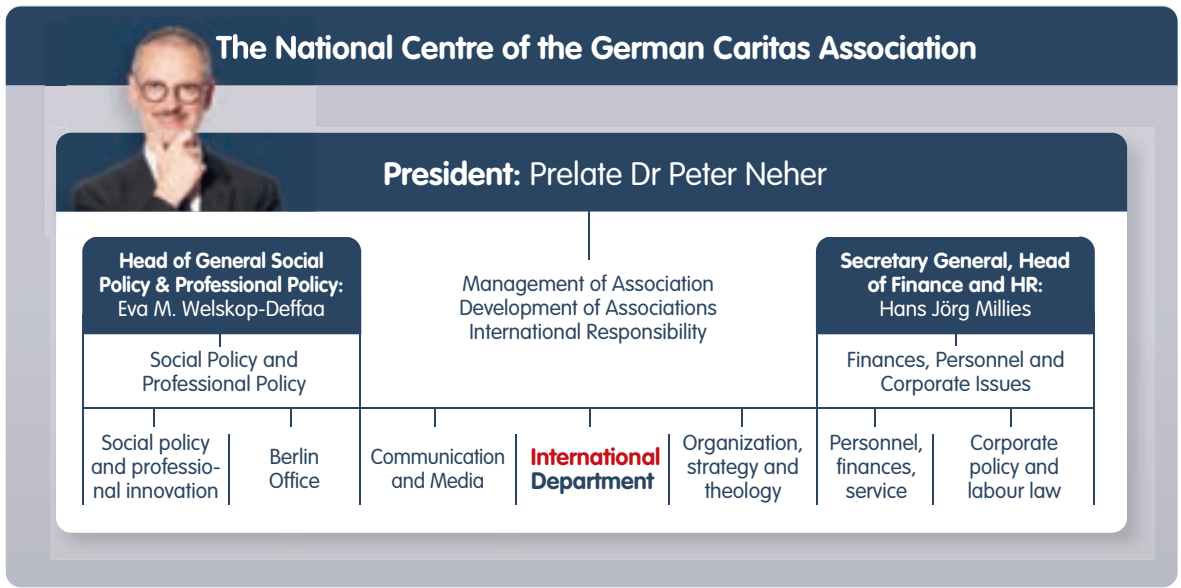 The National Centre of the German Caritas Association
President: Prelate Dr Peter Neher
Head of General Social
Policy & Professional Policy:
Eva M. Welskop-Deffaa
Social Policy and
Professional Policy
Management of Association
Development of Associations
International Responsibility
Secretary General, Head
of Finance and HR:
Hans Jörg Millies
Finances, Personnel and
Corporate Issues
Social policy
and professio-
nal innovation
Berlin
Office
Communication
and Media
International
Department
Organization,
strategy and
theology
Personnel,
finances,
service
Corporate
policy and
labour law